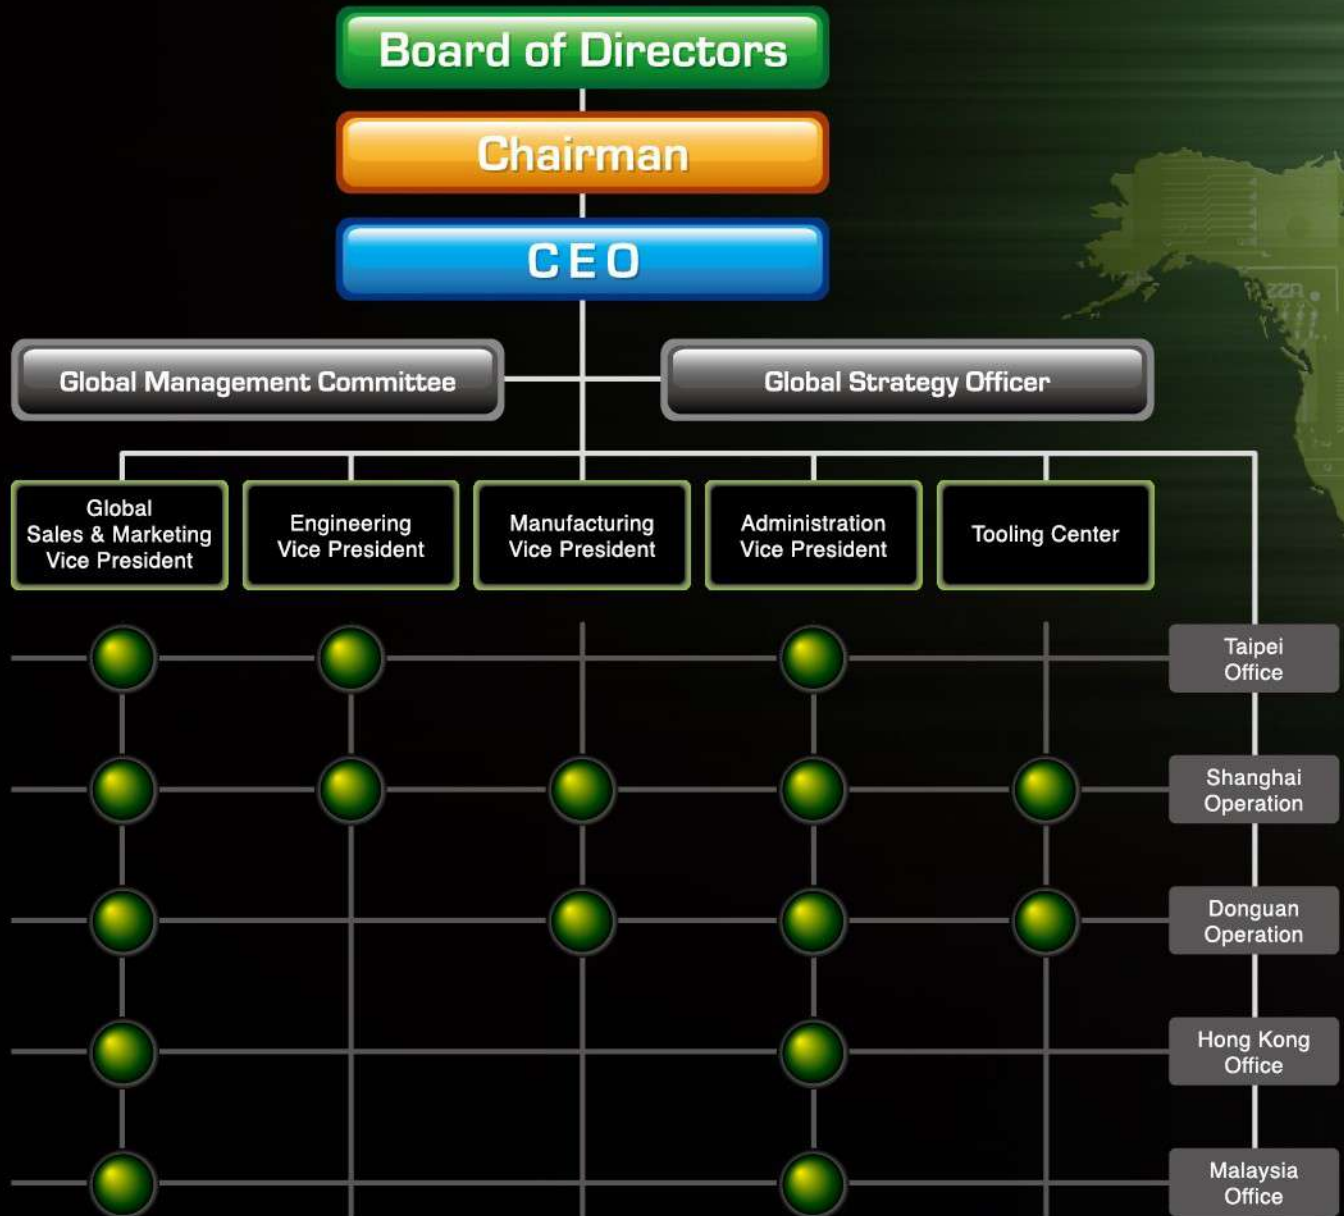 Board of Directors
Chairman
CEO
Global Management Committee
Global Strategy Officer
Global
Sales & Marketing
Vice President
Engineering
Vice President
Manufacturing
Vice President
Administration
Vice President
Tooling Center
Taipei
Office
Shanghai
Operation
Donguan
Operation
Hong Kong
Office
Malaysia
Office